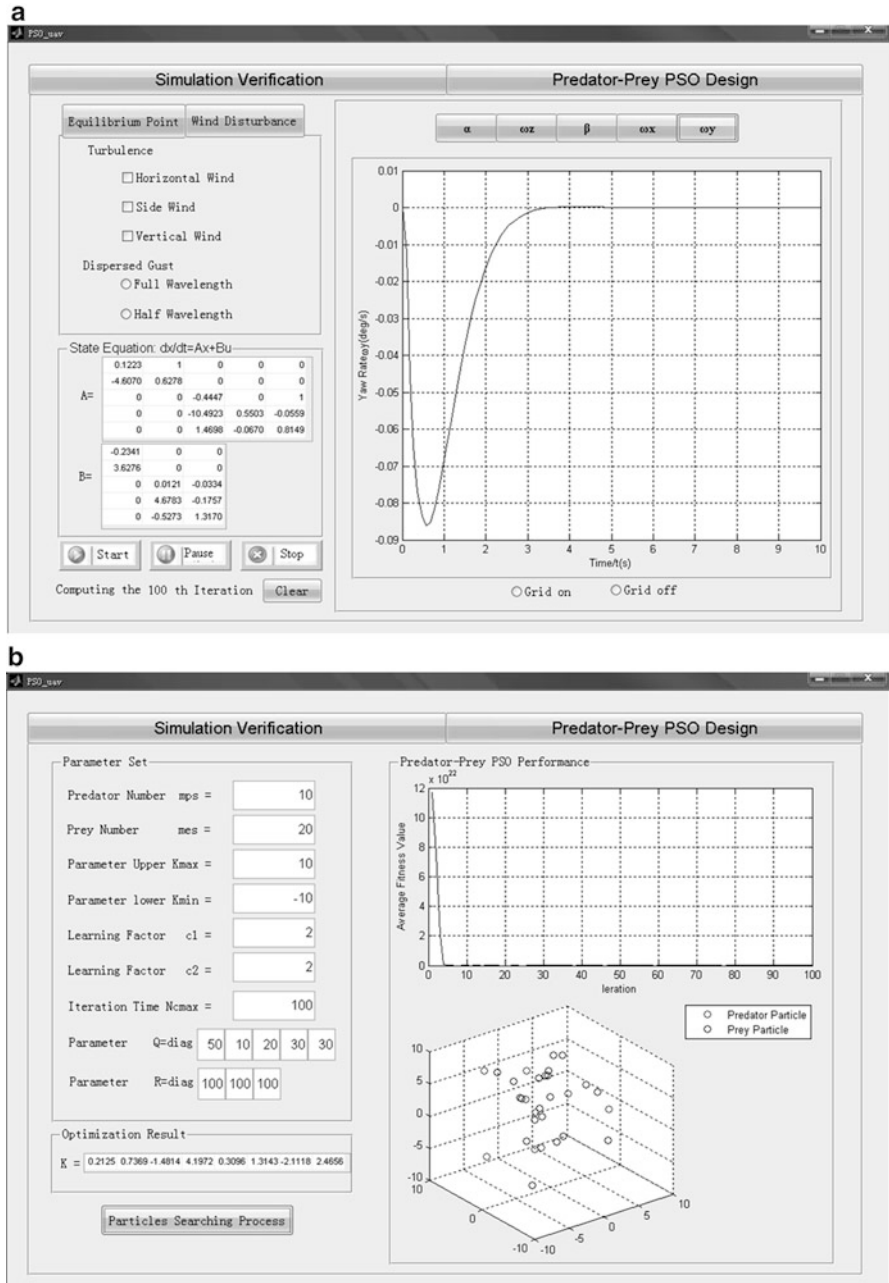 a
PSO_uav
Simulation Verification
Predator-Prey PSO Design
Equilibrium Point
Wind Disturbance
Turbulence
Horizontal Wind
Side Wind
Vertical Wind
Dispersed Gust
Full Wavelength
Half Wavelength
State Equation: dx/dt=Ax+Bu
A=
0.1223 1 0 0 0
-4.6070 0.6278 0 0 0
0 0 -0.4447 0 1
0 0 -10.4923 0.5503 -0.0559
0 0 1.4698 -0.0670 0.8149
B=
-0.2341 0 0
3.6276 0 0
0 0.0121 -0.0334
0 4.6783 -0.1757
0 -0.5273 1.3170
Start Pause Stop
Computing the 100 th Iteration Clear
α ωz β ωx ωy
0.01
0
-0.01
-0.02
-0.03
-0.04
-0.05
-0.06
-0.07
-0.08
-0.09
Yaw Rateωy(deg/s)
0 1 2 3 4 5 6 7 8 9 10
Time/t(s)
Grid on Grid off
b
PSO_uav
Simulation Verification
Predator-Prey PSO Design
Parameter Set
Predator Number mps = 10
Prey Number mes = 20
Parameter Upper Kmax = 10
Parameter lower Kmin = -10
Learning Factor c1 = 2
Learning Factor c2 = 2
Iteration Time Ncmax = 100
Parameter Q=diag 50 10 20 30 30
Parameter R=diag 100 100 100
Optimization Result
K = 0.2125 0.7369 -1.4814 4.1972 0.3096 1.3143 -2.1118 2.4656
Particles Searching Process
Predator-Prey PSO Performance
x 10^22
12
10
8
6
4
2
0
Average Fitness Value
0 10 20 30 40 50 60 70 80 90 100
Ieration
Predator Particle
Prey Particle
10
5
0
-5
-10
10
0
-10
-10
-5
0
5
10